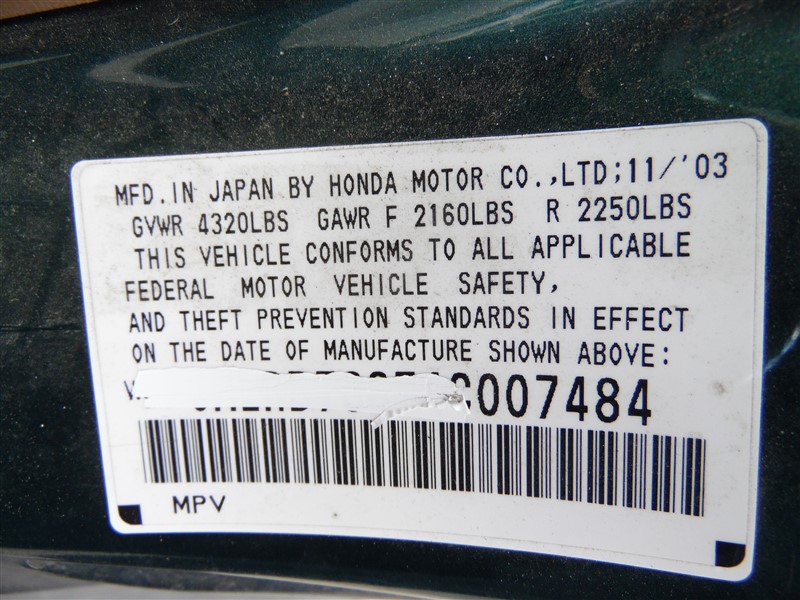 MFD.IN JAPAN BY HONDA MOTOR CO.,LTD;11/'03
GVWR 4320LBS GAWR F 2160LBS R 2250LBS
THIS VEHICLE CONFORMS TO ALL APPLICABLE
FEDERAL MOTOR VEHICLE SAFETY,
AND THEFT PREVENTION STANDARDS IN EFFECT
ON THE DATE OF MANUFACTURE SHOWN ABOVE:
007484
MPV